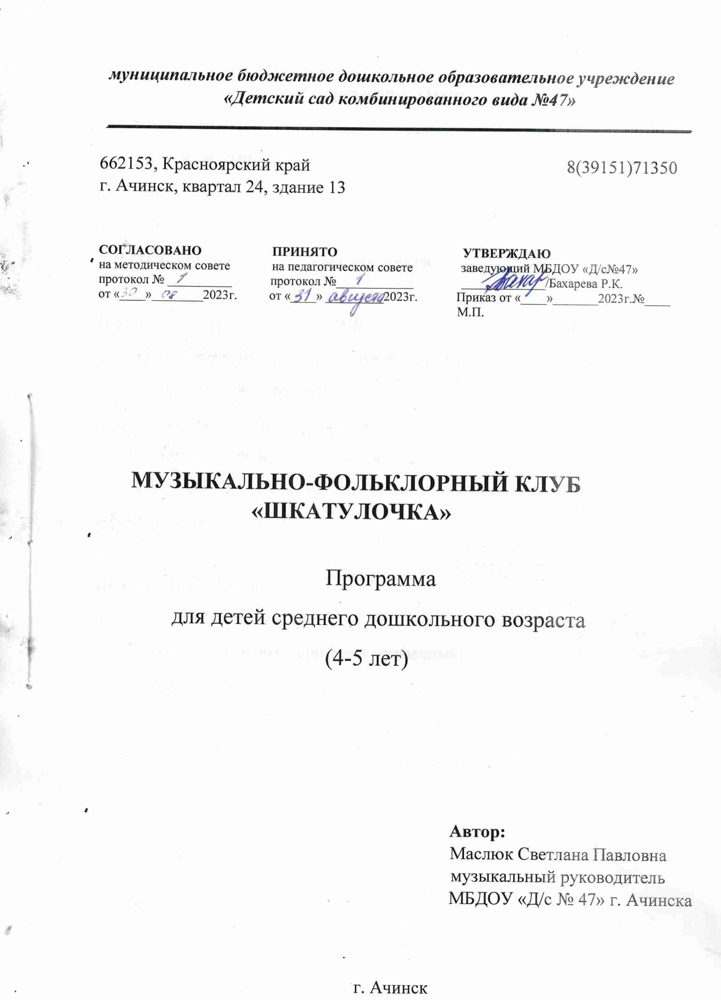 муниципальное бюджетное дошкольное образовательное учреждение
«Детский сад комбинированного вида №47»
662153, Красноярский край
8(39151)71350
г. Ачинск, квартал 24, здание 13
СОГЛАСОВАНО
на методическом совете
протокол № 1
от «30» 08 2023г.
ПРИНЯТО
на педагогическом совете
протокол № 1
от «31» августа 2023г.
УТВЕРЖДАЮ
заведующий МБДОУ «Д/с№47»
Бахар/Бахарева Р.К.
Приказ от «____»_______2023г.№____
М.П.
МУЗЫКАЛЬНО-ФОЛЬКЛОРНЫЙ КЛУБ
«ШКАТУЛОЧКА»
Программа
для детей среднего дошкольного возраста
(4-5 лет)
Автор:
Маслюк Светлана Павловна
музыкальный руководитель
МБДОУ «Д/с № 47» г. Ачинска
г. Ачинск